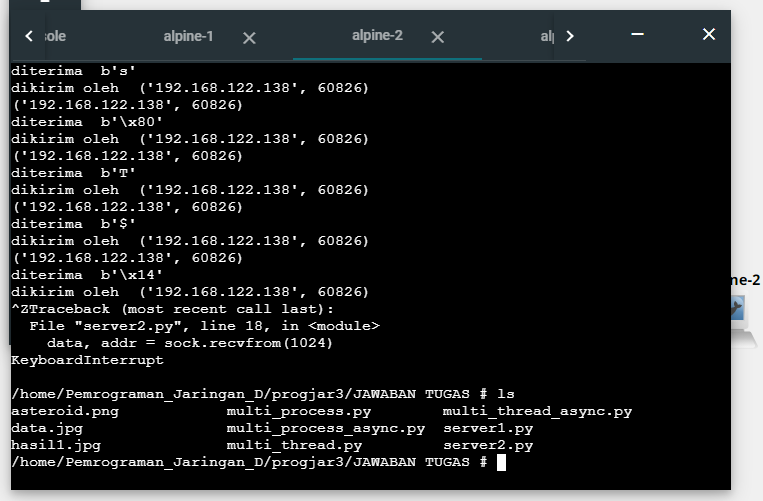 sole alpine-1 alpine-2 alp
diterima  b's'
dikirim oleh  ('192.168.122.138', 60826)
('192.168.122.138', 60826)
diterima  b'\x80'
dikirim oleh  ('192.168.122.138', 60826)
('192.168.122.138', 60826)
diterima  b'T'
dikirim oleh  ('192.168.122.138', 60826)
('192.168.122.138', 60826)
diterima  b'$'
dikirim oleh  ('192.168.122.138', 60826)
('192.168.122.138', 60826)
diterima  b'\x14'
dikirim oleh  ('192.168.122.138', 60826)
^ZTraceback (most recent call last):
  File "server2.py", line 18, in <module>
    data, addr = sock.recvfrom(1024)
KeyboardInterrupt
/home/Pemrograman_Jaringan_D/progjar3/JAWABAN TUGAS # ls
asteroid.png            multi_process.py        multi_thread_async.py
data.jpg                multi_process_async.py  server1.py
hasil1.jpg              multi_thread.py         server2.py
/home/Pemrograman_Jaringan_D/progjar3/JAWABAN TUGAS #
ne-2